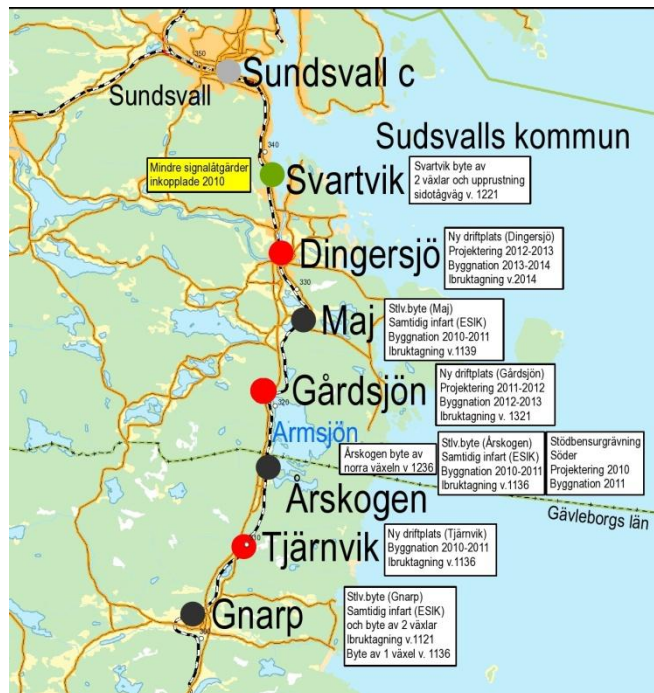 350
Sundsvall c
Sundsvall
Sudsvalls kommun
340
Mindre signalåtgärder
inkopplade 2010
Svartvik
Svartvik byte av
2 växlar och upprustning
sidotågväg v. 1221
Dingersjö
Ny driftplats (Dingersjö)
Projektering 2012-2013
Byggnation 2013-2014
Ibruktagning v.2014
330
Maj
Stlv.byte (Maj)
Samtidig infart (ESIK)
Byggnation 2010-2011
Ibruktagning v.1139
Gårdsjön
Ny driftplats (Gårdsjön)
Projektering 2011-2012
Byggnation 2012-2013
Ibruktagning v. 1321
320
Armsjön
Årskogen byte av
norra växeln v 1236
Stlv.byte (Årskogen)
Samtidig infart (ESIK)
Byggnation 2010-2011
Ibruktagning v.1136
Stödbensurgrävning
Söder
Projektering 2010
Byggnation 2011
Årskogen
Gävleborgs län
Tjärnvik
Ny driftplats (Tjärnvik)
Byggnation 2010-2011
Ibruktagning v.1136
Gnarp
Stlv.byte (Gnarp)
Samtidig infart (ESIK)
och byte av 2 växlar
Ibruktagning v.1121
Byte av 1 växel v. 1136